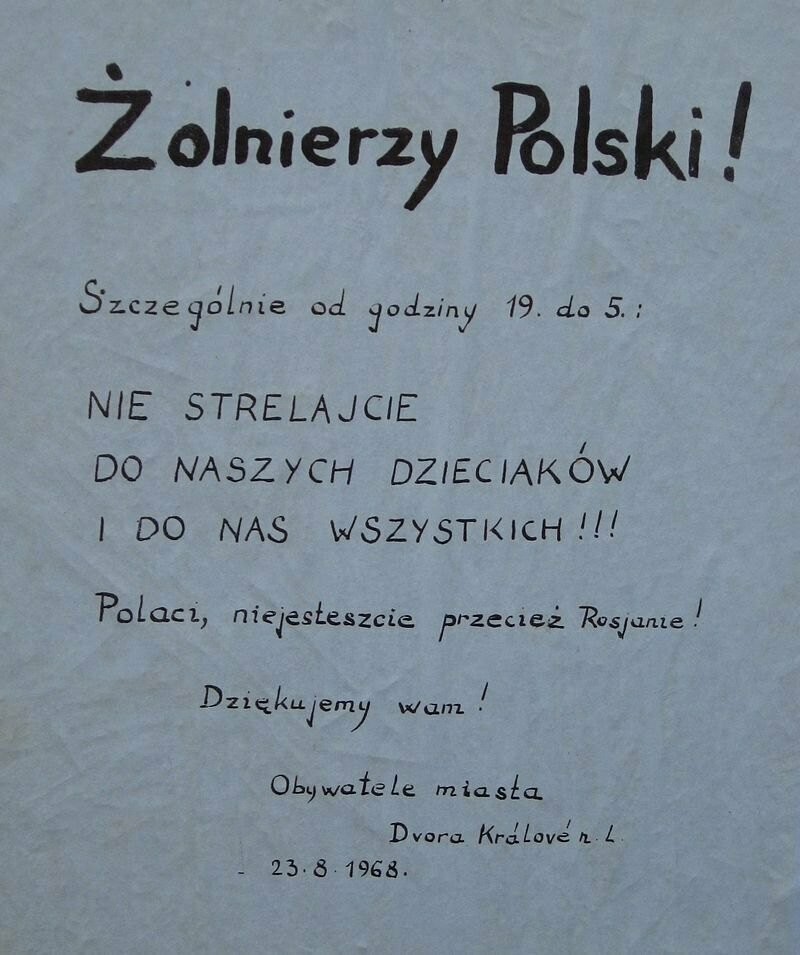 Żolnierzy Polski!
Szczególnie od godziny 19. do 5.:
NIE STRELAJCIE
DO NASZYCH DZIECIAKÓW
I DO NAS WSZYSTKICH!!!
Polaci, niejesteszcie przecież Rosjanie!
Dziękujemy wam!
Obywatele miasta
Dvora Králové n. L.
- 23.8.1968.